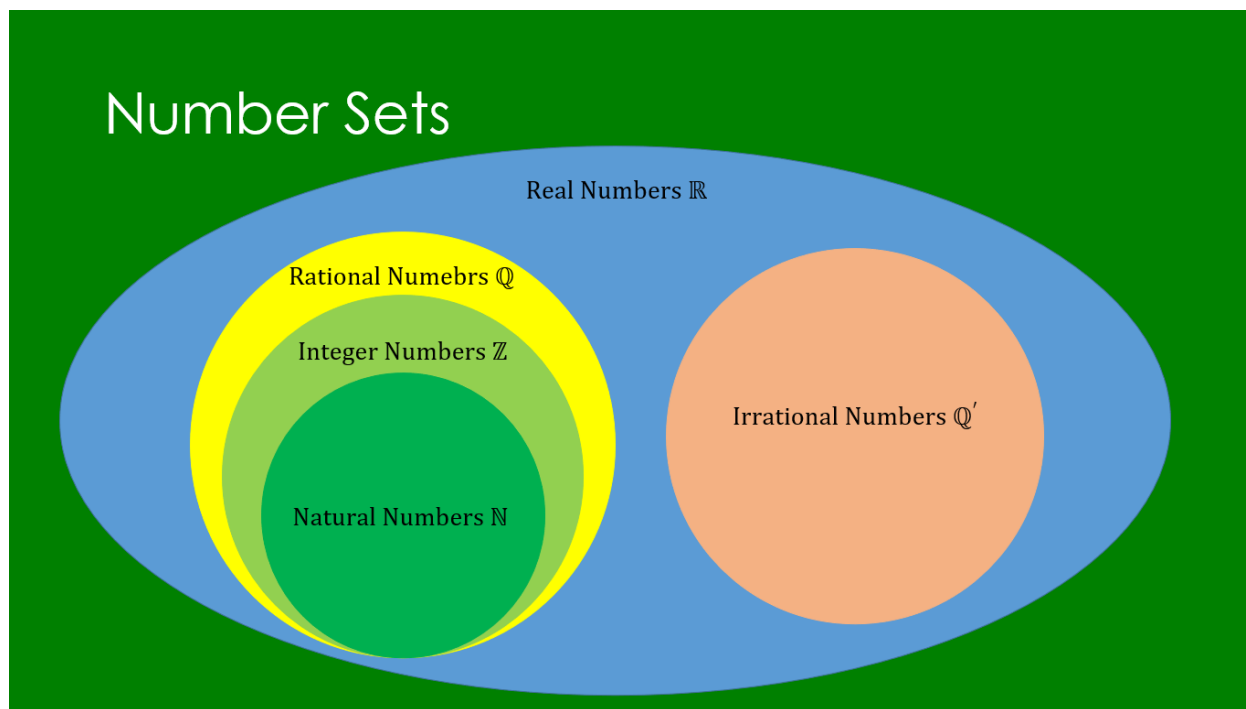 Number Sets
Real Numbers ℝ
Rational Numebrs ℚ
Integer Numbers ℤ
Natural Numbers ℕ
Irrational Numbers ℚ′